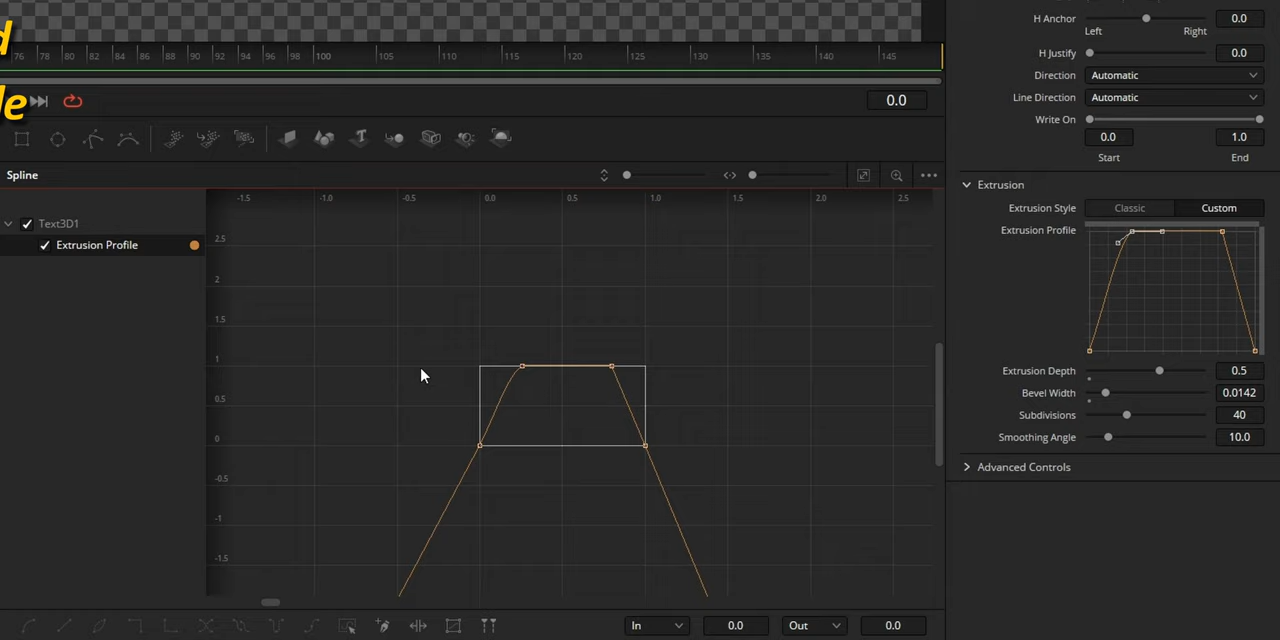 d
H Anchor 0.0
Left Right
76 78 80 82 84 86 88 90 92 94 96 98 100 105 110 113 115 120 125 130 135 140 145
H Justify 0.0
Direction Automatic
le
0.0
Line Direction Automatic
Write On
0.0 1.0
Start End
Spline
Extrusion
-1.5 -1.0 -0.5 0.0 0.5 1.0 1.5 2.0 2.5
Extrusion Style Classic Custom
Text3D1
Extrusion Profile
Extrusion Profile
2.5
2
1.5
1
0.5
0
-0.5
-1
-1.5
Extrusion Depth 0.5
Bevel Width 0.0142
Subdivisions 40
Smoothing Angle 10.0
Advanced Controls
In 0.0 Out 0.0